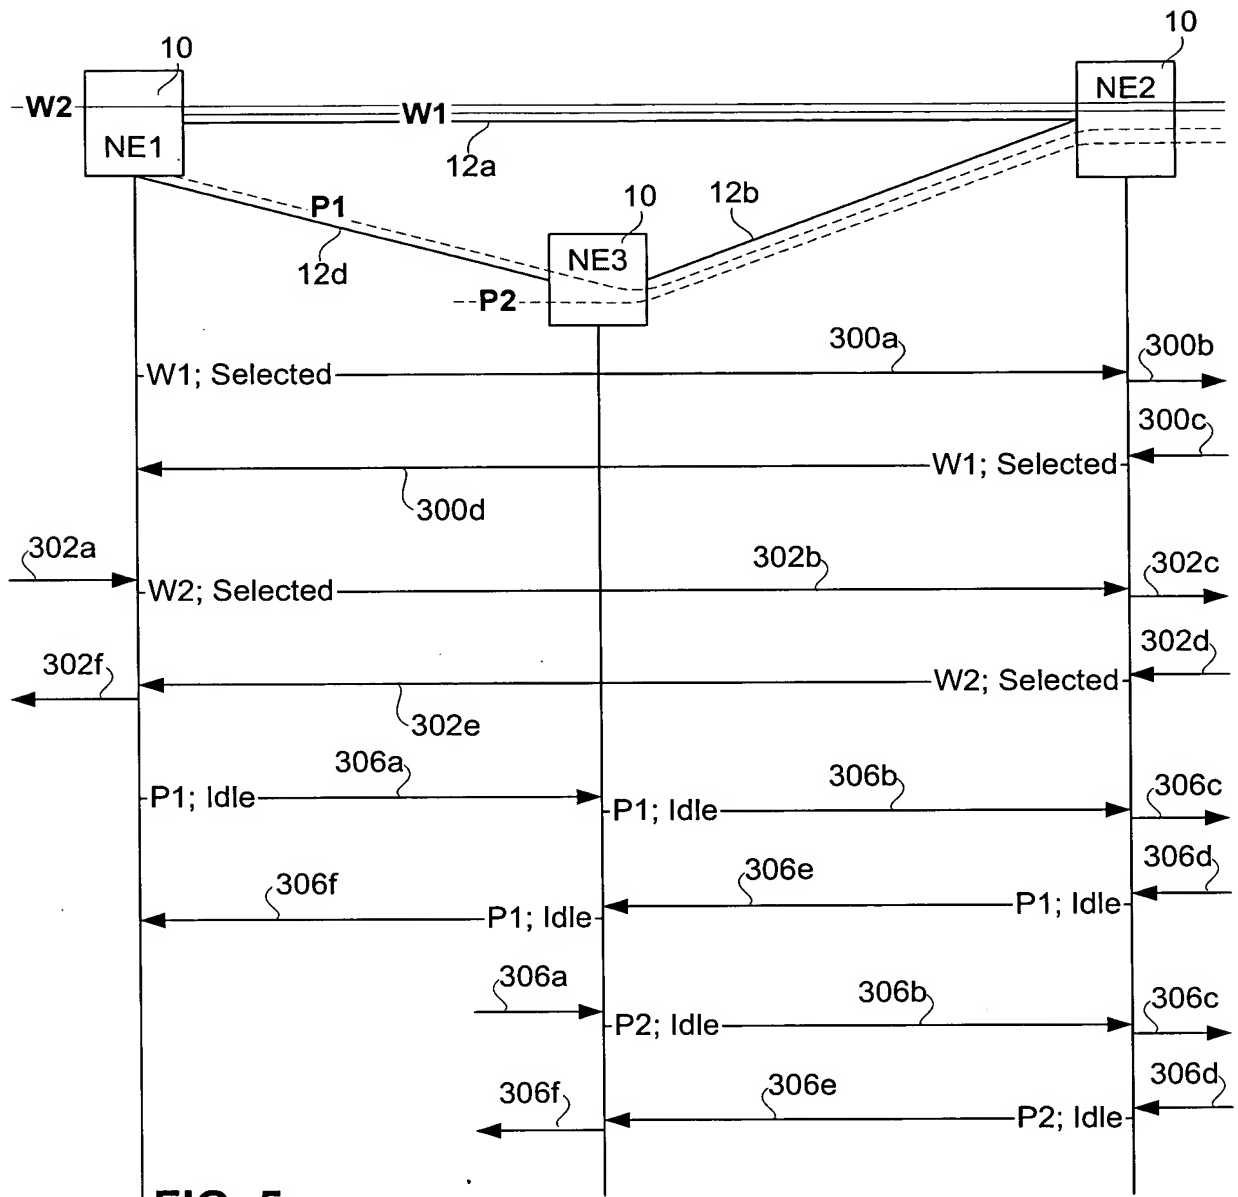 10
10
W2
W1
NE2
NE1
12a
P1
10
12b
12d
NE3
P2
300a
300b
W1; Selected
300c
W1; Selected
300d
302a
302b
302c
W2; Selected
302d
302f
W2; Selected
302e
306a
306b
306c
P1; Idle
P1; Idle
306d
306e
306f
P1; Idle
P1; Idle
306a
306b
306c
P2; Idle
306d
306e
306f
P2; Idle